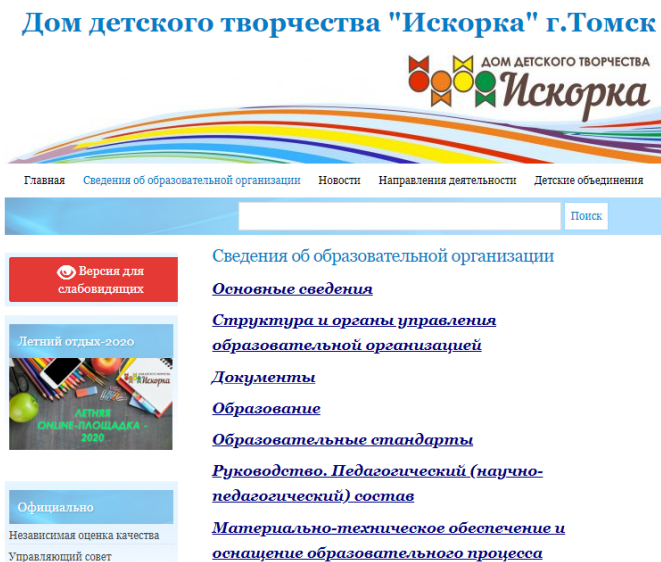 Дом детского творчества "Искорка" г.Томск
ДОМ ДЕТСКОГО ТВОРЧЕСТВА
Искорка
Главная Сведения об образовательной организации Новости Направления деятельности Детские объединения
Поиск
Версия для
слабовидящих
Летний отдых-2020
Искорка
ЛЕТНЯЯ
ONLINE-ПЛОЩАДКА -
2020
Официально
Независимая оценка качества
Управляющий совет
Сведения об образовательной организации
Основные сведения
Структура и органы управления
образовательной организацией
Документы
Образование
Образовательные стандарты
Руководство. Педагогический (научно-
педагогический) состав
Материально-техническое обеспечение и
оснащение образовательного процесса